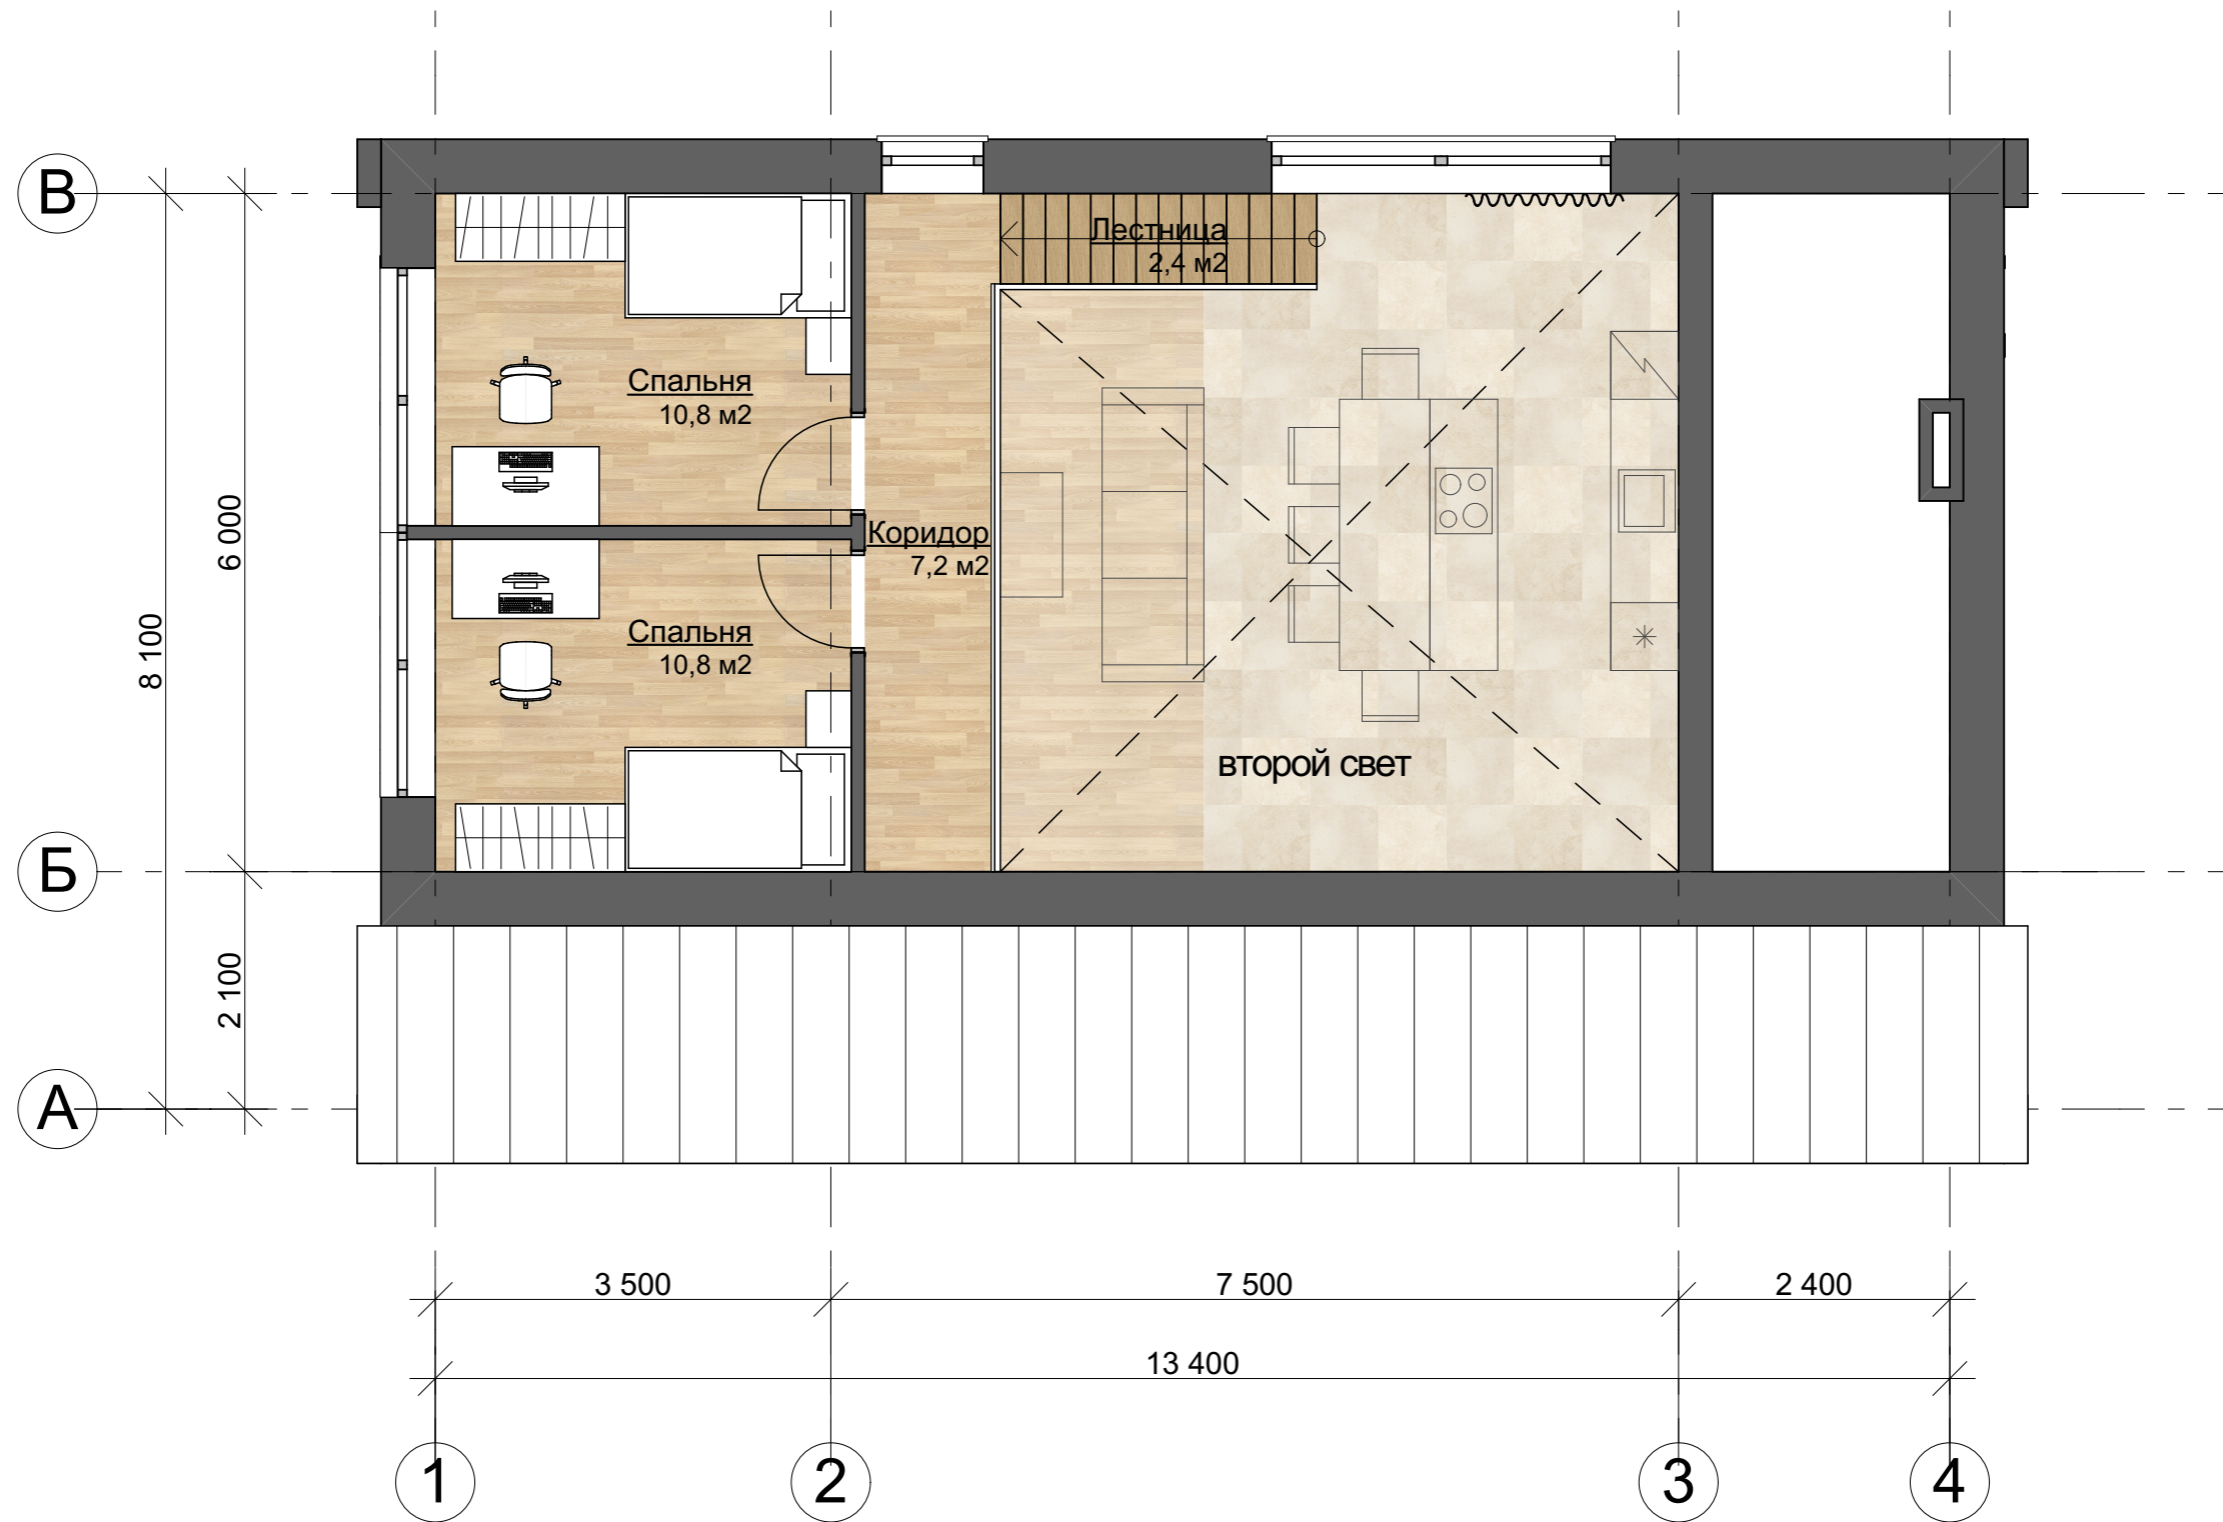 В
Лестница
2,4 м2
Спальня
10,8 м2
6 000
Коридор
7,2 м2
8 100
Спальня
10,8 м2
второй свет
Б
2 100
А
3 500
7 500
2 400
13 400
1
2
3
4